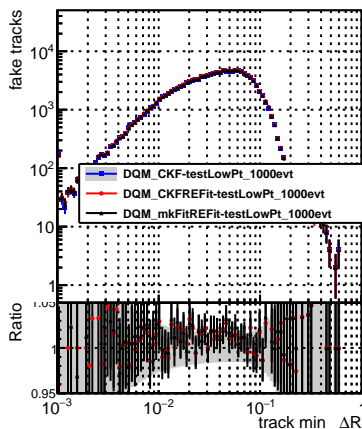 fake tracks
10⁴
10³
10²
10
1
DQM_CKF-testLowPt_1000evt
DQM_CKFREFit-testLowPt_1000evt
DQM_mkFitREFit-testLowPt_1000evt
Ratio
1.05
1
0.95
10⁻³ 10⁻² 10⁻¹ 1
track min ΔR